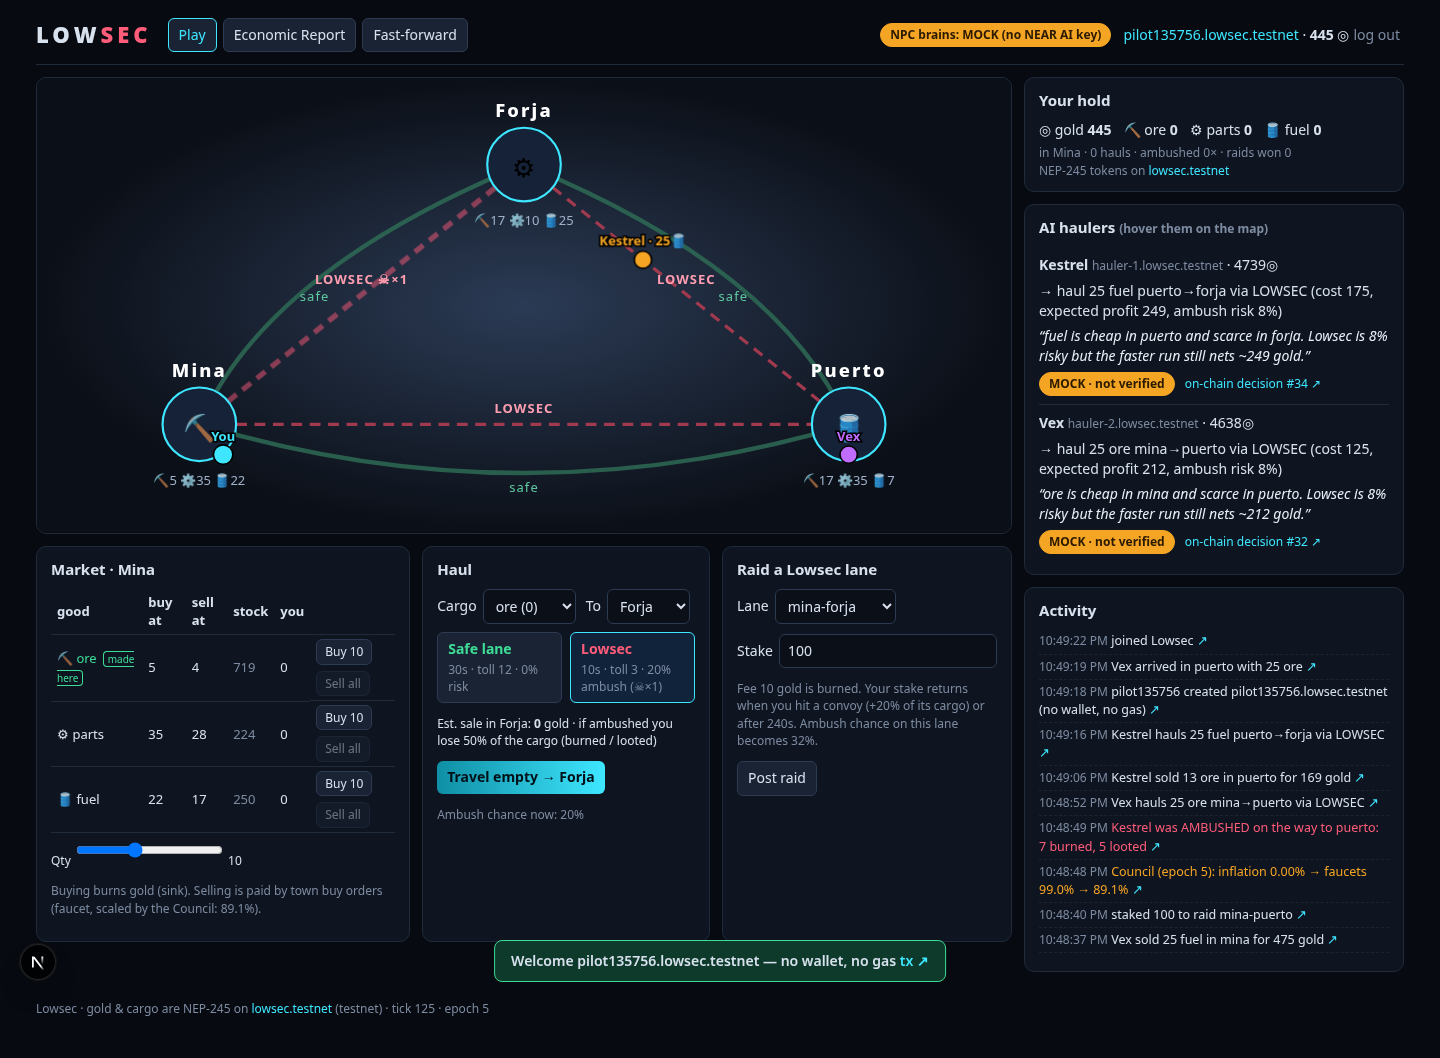 LOWSEC
Play
Economic Report
Fast-forward
NPC brains: MOCK (no NEAR AI key)
pilot135756.lowsec.testnet · 445 ◎ log out
Forja
⛏️17 ⚙️10 🛢️25
Kestrel · 25🛢️
LOWSEC ☠×1
safe
LOWSEC
safe
Mina
You
⛏️5 ⚙️35 🛢️22
LOWSEC
safe
Puerto
Vex
⛏️17 ⚙️35 🛢️7
Market · Mina
good buy at sell at stock you
⛏️ ore made here 5 4 719 0 Buy 10
Sell all
⚙ parts 35 28 224 0 Buy 10
Sell all
🛢️ fuel 22 17 250 0 Buy 10
Sell all
Qty 10
Buying burns gold (sink). Selling is paid by town buy orders
(faucet, scaled by the Council: 89.1%).
Haul
Cargo ore (0) To Forja
Safe lane
30s · toll 12 · 0%
risk
Lowsec
10s · toll 3 · 20%
ambush (☠×1)
Est. sale in Forja: 0 gold · if ambushed you
lose 50% of the cargo (burned / looted)
Travel empty → Forja
Ambush chance now: 20%
Raid a Lowsec lane
Lane mina-forja
Stake 100
Fee 10 gold is burned. Your stake returns
when you hit a convoy (+20% of its cargo) or
after 240s. Ambush chance on this lane
becomes 32%.
Post raid
Your hold
◎ gold 445 ⛏️ ore 0 ⚙ parts 0 🛢️ fuel 0
in Mina · 0 hauls · ambushed 0× · raids won 0
NEP-245 tokens on lowsec.testnet
AI haulers (hover them on the map)
Kestrel hauler-1.lowsec.testnet · 4739◎
→ haul 25 fuel puerto→forja via LOWSEC (cost 175,
expected profit 249, ambush risk 8%)
“fuel is cheap in puerto and scarce in forja. Lowsec is 8%
risky but the faster run still nets ~249 gold.”
MOCK · not verified on-chain decision #34 ↗
Vex hauler-2.lowsec.testnet · 4638◎
→ haul 25 ore mina→puerto via LOWSEC (cost 125,
expected profit 212, ambush risk 8%)
“ore is cheap in mina and scarce in puerto. Lowsec is 8%
risky but the faster run still nets ~212 gold.”
MOCK · not verified on-chain decision #32 ↗
Activity
10:49:22 PM joined Lowsec ↗
10:49:19 PM Vex arrived in puerto with 25 ore ↗
10:49:18 PM pilot135756 created pilot135756.lowsec.testnet
(no wallet, no gas) ↗
10:49:16 PM Kestrel hauls 25 fuel puerto→forja via LOWSEC
↗
10:49:06 PM Kestrel sold 13 ore in puerto for 169 gold ↗
10:48:52 PM Vex hauls 25 ore mina→puerto via LOWSEC ↗
10:48:49 PM Kestrel was AMBUSHED on the way to puerto:
7 burned, 5 looted ↗
10:48:48 PM Council (epoch 5): inflation 0.00% → faucets
99.0% → 89.1% ↗
10:48:40 PM staked 100 to raid mina-puerto ↗
10:48:37 PM Vex sold 25 fuel in mina for 475 gold ↗
N
Welcome pilot135756.lowsec.testnet — no wallet, no gas tx ↗
Lowsec · gold & cargo are NEP-245 on lowsec.testnet (testnet) · tick 125 · epoch 5